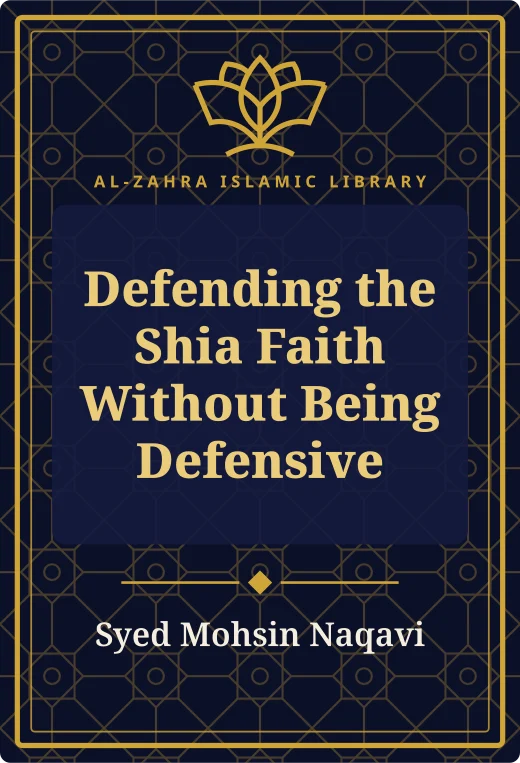 AL-ZAHRA ISLAMIC LIBRARY
Defending the
Shia Faith
Without Being
Defensive
Syed Mohsin Naqavi